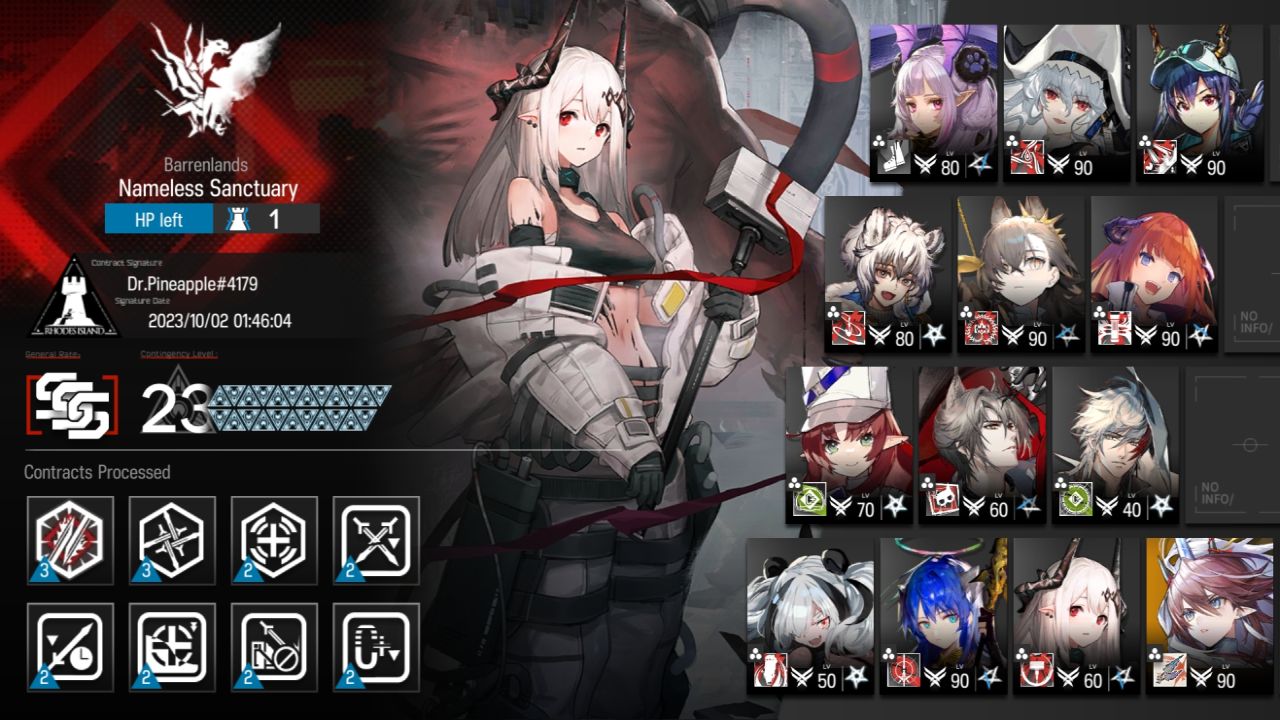 Barrenlands
Nameless Sanctuary
HP left 1
Contract Signature
Dr.Pineapple#4179
Signature Date
2023/10/02 01:46:04
RHODES ISLAND
General Rate:
Contingency Level:
SSS
23
Contracts Processed
3
3
2
2
2
2
2
2
LV
80
LV
90
LV
90
LV
80
LV
90
LV
90
NO
INFO/
LV
70
LV
60
LV
40
NO
INFO/
LV
50
LV
90
LV
60
LV
90